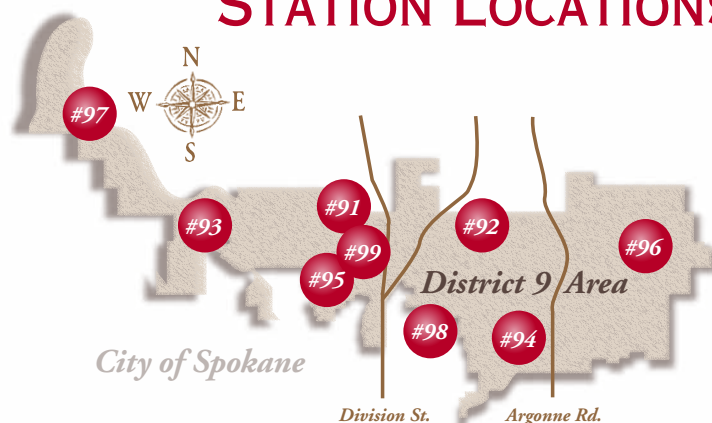 STATION LOCATIONS
N
W E
S
#97
#91
#93
#92
#99
#96
#95
District 9 Area
#98
#94
City of Spokane
Division St.
Argonne Rd.